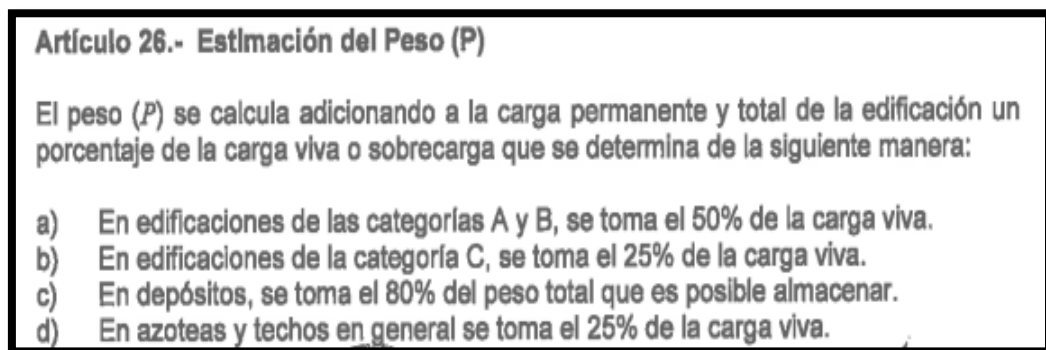 Artículo 26.- Estimación del Peso (P)
El peso (P) se calcula adicionando a la carga permanente y total de la edificación un
porcentaje de la carga viva o sobrecarga que se determina de la siguiente manera:
a) En edificaciones de las categorías A y B, se toma el 50% de la carga viva.
b) En edificaciones de la categoría C, se toma el 25% de la carga viva.
c) En depósitos, se toma el 80% del peso total que es posible almacenar.
d) En azoteas y techos en general se toma el 25% de la carga viva.